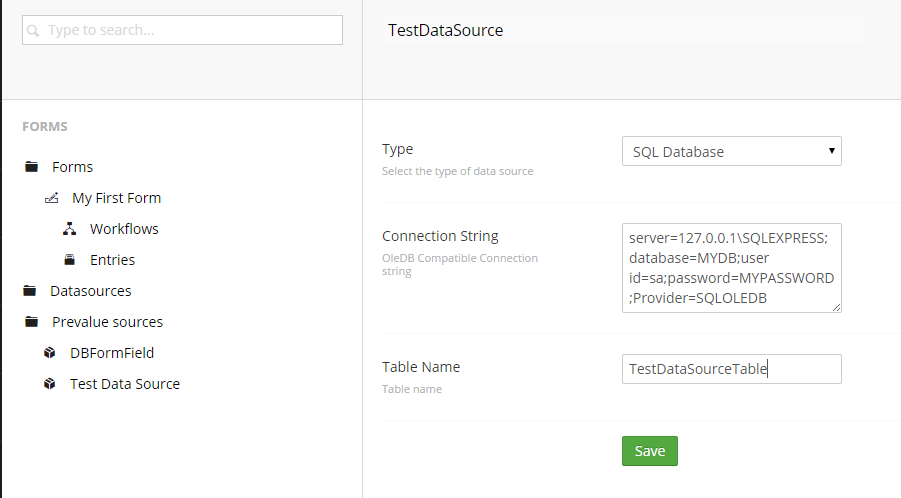 Type to search...
TestDataSource
FORMS
Forms
My First Form
Workflows
Entries
Datasources
Prevalue sources
DBFormField
Test Data Source
Type
Select the type of data source
SQL Database
Connection String
OleDB Compatible Connection
string
server=127.0.0.1\SQLEXPRESS;
database=MYDB;user
id=sa;password=MYPASSWORD
;Provider=SQLOLEDB
Table Name
Table name
TestDataSourceTable
Save